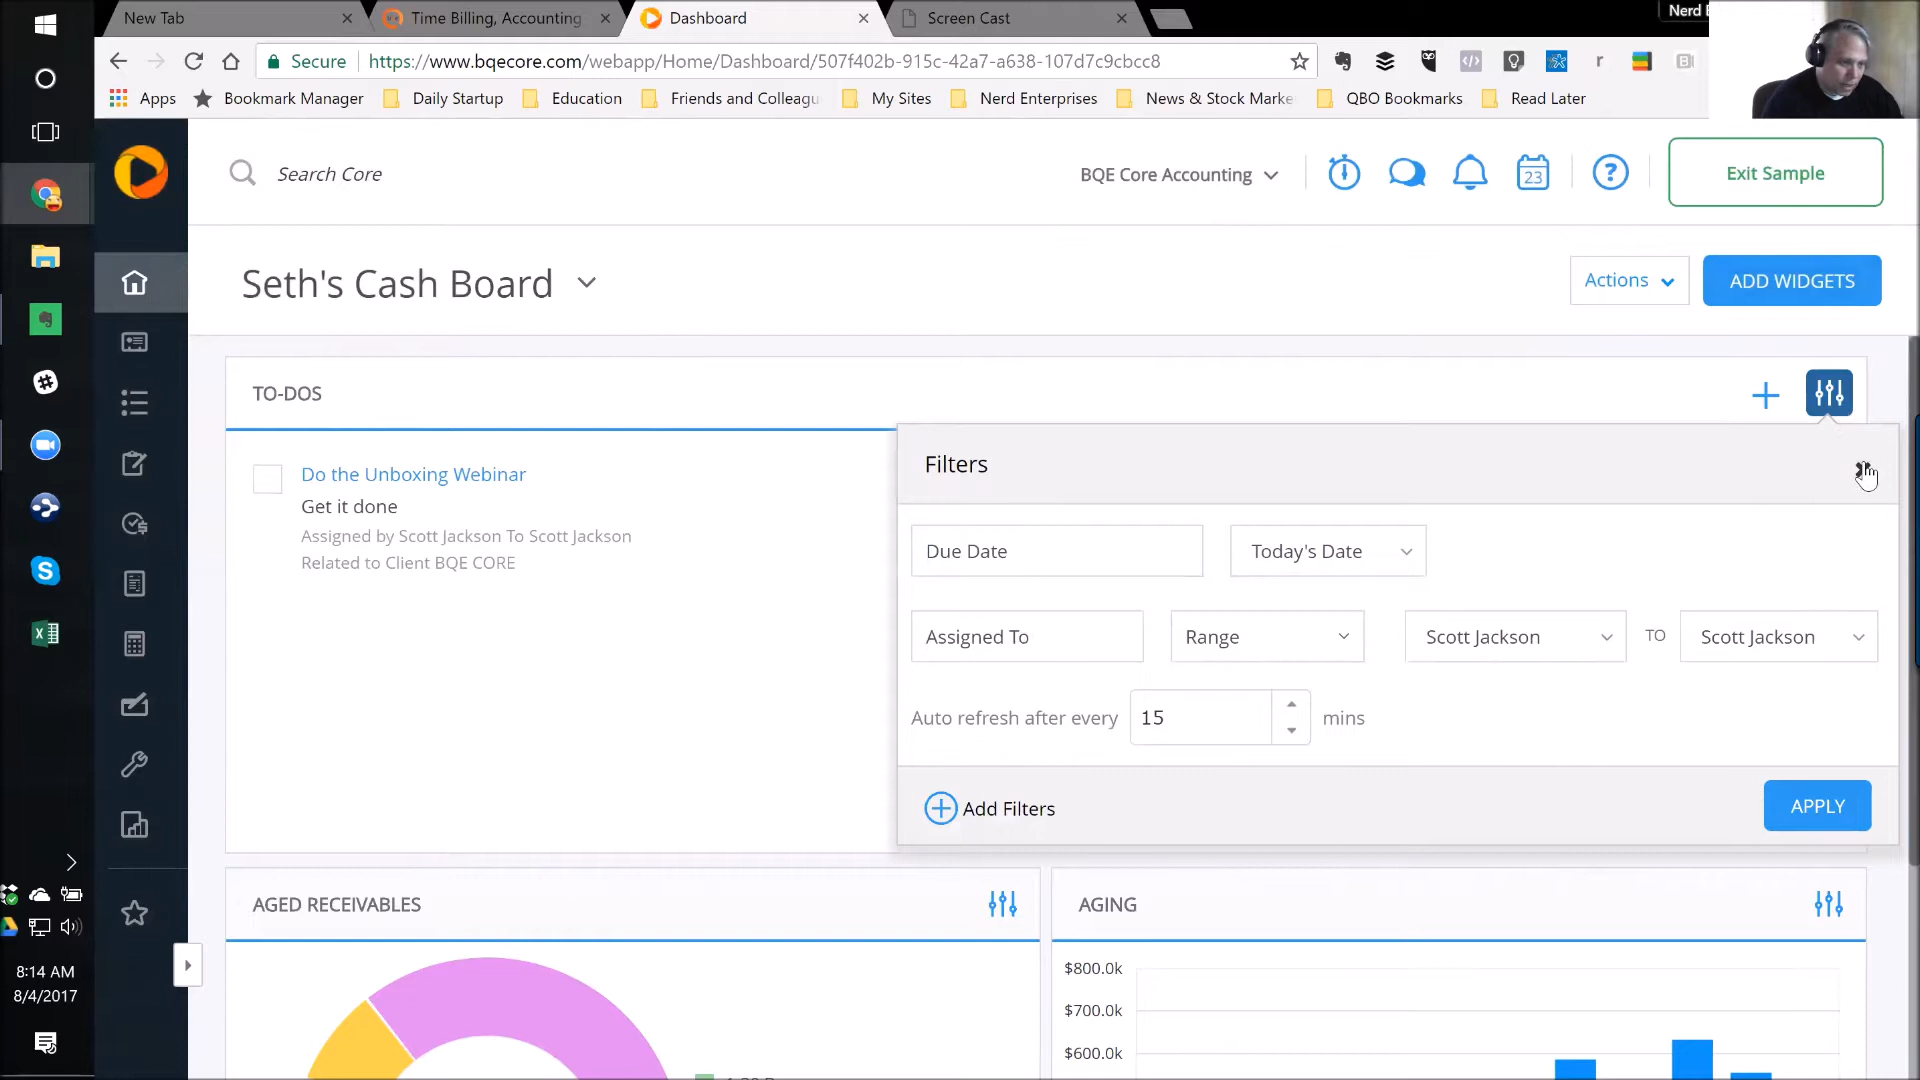 New Tab
Time Billing, Accounting
Dashboard
Screen Cast
Nerd
Secure
https://www.bqecore.com/webapp/Home/Dashboard/507f402b-915c-42a7-a638-107d7c9cbcc8
Apps
Bookmark Manager
Daily Startup
Education
Friends and Colleagu
My Sites
Nerd Enterprises
News & Stock Marke
QBO Bookmarks
Read Later
Search Core
BQE Core Accounting
23
?
Exit Sample
Seth's Cash Board
Actions
ADD WIDGETS
TO-DOS
Do the Unboxing Webinar
Get it done
Assigned by Scott Jackson To Scott Jackson
Related to Client BQE CORE
Filters
Due Date
Today's Date
Assigned To
Range
Scott Jackson
TO
Scott Jackson
Auto refresh after every
15
mins
Add Filters
APPLY
AGED RECEIVABLES
AGING
$800.0k
$700.0k
$600.0k
8:14 AM
8/4/2017